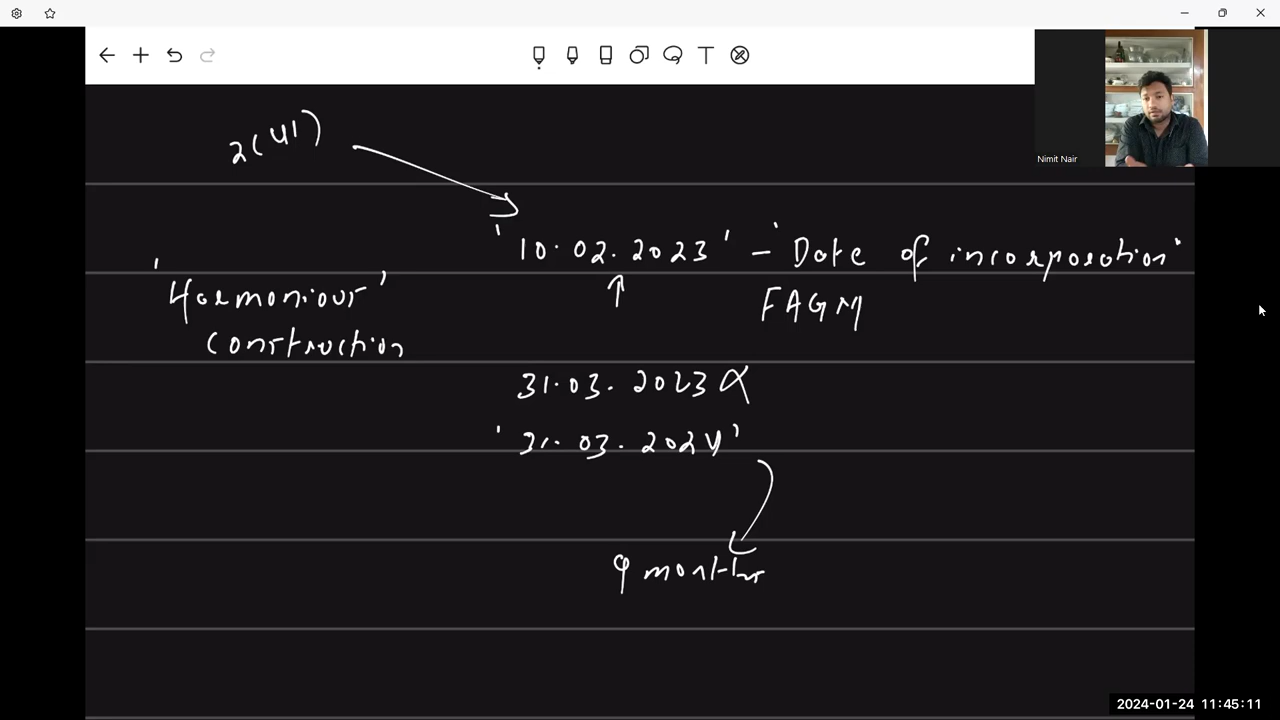 Nimit Nair
2(41)
'10.02.2023' - 'Date of incorporation'
'Harmonious' construction
FAGM
31.03.2023
'31.03.2024'
9 months
2024-01-24 11:45:11